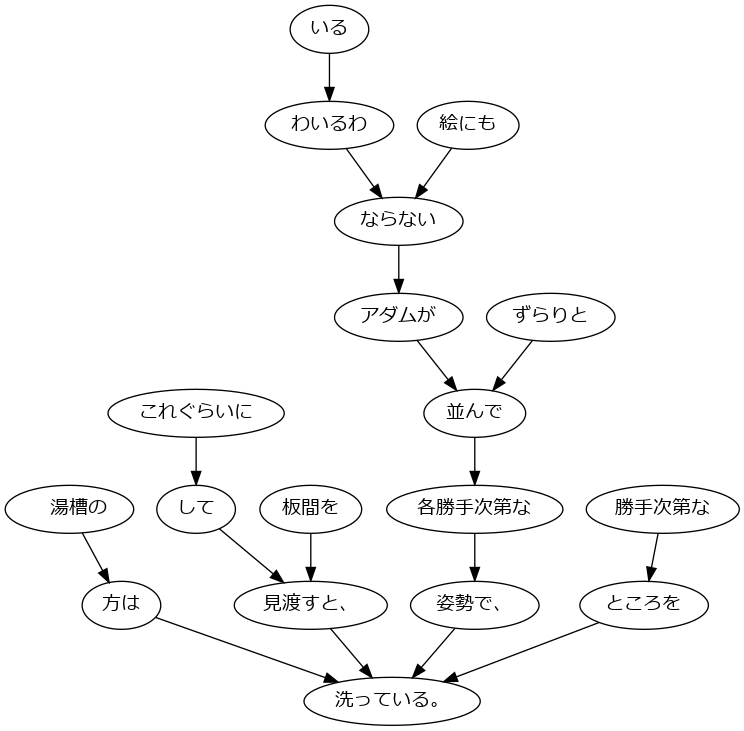 いる
わいるわ
絵にも
ならない
アダムが
ずらりと
これぐらいに
並んで
湯槽の
して
板間を
各勝手次第な
勝手次第な
方は
見渡すと、
姿勢で、
ところを
洗っている。